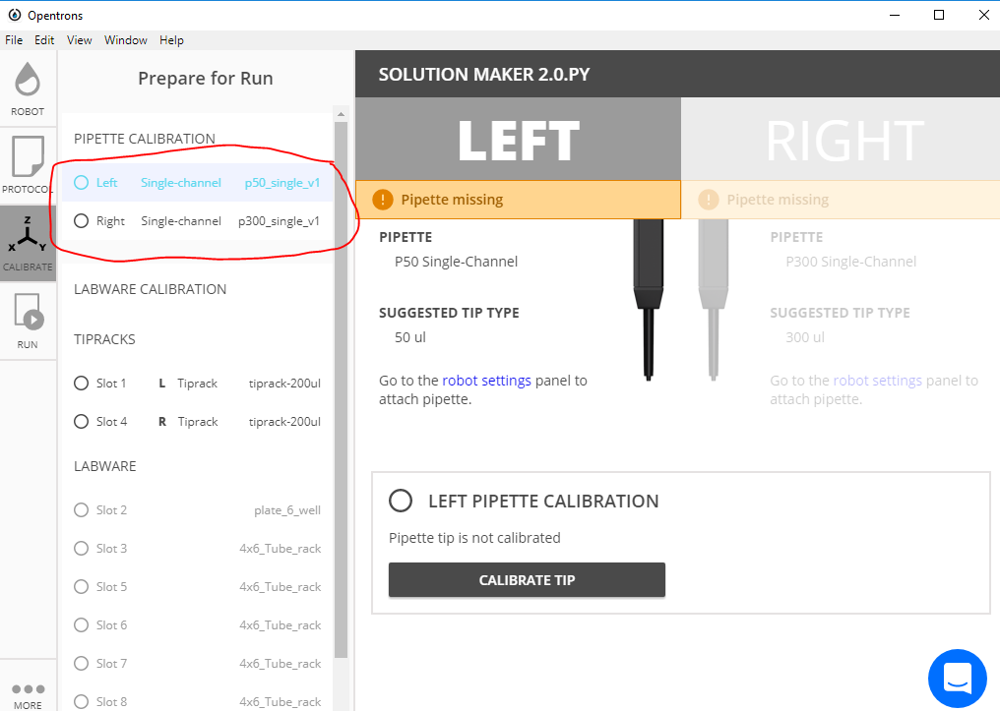 Opentrons
File Edit View Window Help
ROBOT
PROTOCOL
Z
X Y
CALIBRATE
RUN
MORE
Prepare for Run
PIPETTE CALIBRATION
Left Single-channel p50_single_v1
Right Single-channel p300_single_v1
LABWARE CALIBRATION
TIPRACKS
Slot 1 L Tiprack tiprack-200ul
Slot 4 R Tiprack tiprack-200ul
LABWARE
Slot 2 plate_6_well
Slot 3 4x6_Tube_rack
Slot 5 4x6_Tube_rack
Slot 6 4x6_Tube_rack
Slot 7 4x6_Tube_rack
Slot 8 4x6_Tube_rack
SOLUTION MAKER 2.0.PY
LEFT
! Pipette missing
PIPETTE
P50 Single-Channel
SUGGESTED TIP TYPE
50 ul
Go to the robot settings panel to
attach pipette.
RIGHT
! Pipette missing
PIPETTE
P300 Single-Channel
SUGGESTED TIP TYPE
300 ul
Go to the robot settings panel to
attach pipette.
LEFT PIPETTE CALIBRATION
Pipette tip is not calibrated
CALIBRATE TIP